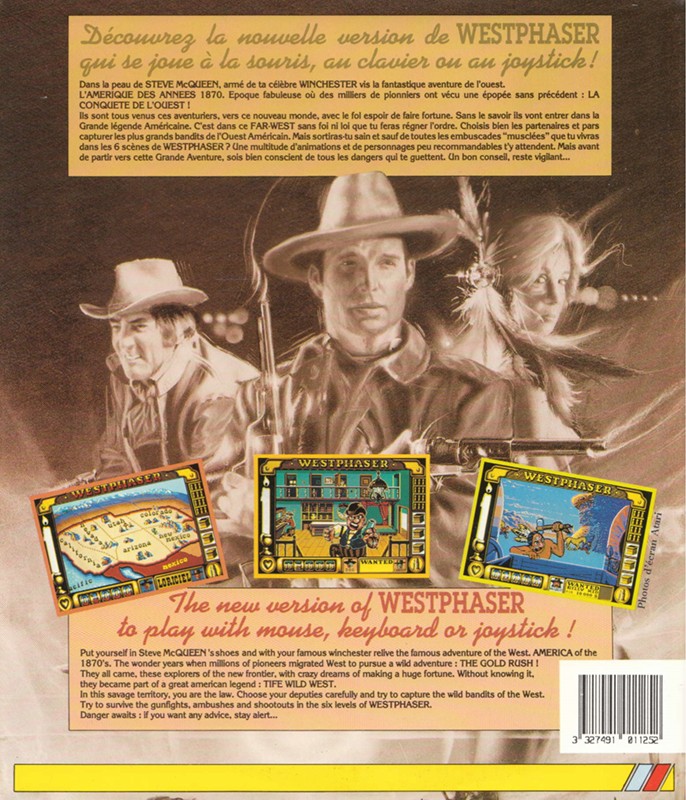 Découvrez la nouvelle version de WESTPHASER
qui se joue à la souris, au clavier ou au joystick !
Dans la peau de STEVE McQUEEN, armé de ta célèbre WINCHESTER vis la fantastique aventure de l'ouest.
L'AMERIQUE DES ANNEES 1870. Epoque fabuleuse où des milliers de pionniers ont vécu une épopée sans précédent : LA
CONQUETE DE L'OUEST !
Ils sont tous venus ces aventuriers, vers ce nouveau monde, avec le fol espoir de faire fortune. Sans le savoir ils vont entrer dans la
Grande légende Américaine. C'est dans ce FAR-WEST sans foi ni loi que tu feras régner l'ordre. Choisis bien les partenaires et pars
capturer les plus grands bandits de l'Ouest Américain. Mais sortiras-tu sain et sauf de toutes les embuscades "musclées" que tu vivras
dans les 6 scènes de WESTPHASER ? Une multitude d'animations et de personnages peu recommandables t'y attendent. Mais avant
de partir vers cette Grande Aventure, sois bien conscient de tous les dangers qui te guettent. Un bon conseil, reste vigilant...
WESTPHASER
utah
colorado
california
arizona
new
mexico
mexico
pacific
LORICIEL
WESTPHASER
WANTED
WESTPHASER
WANTED
Photos d'écran Atari
The new version of WESTPHASER
to play with mouse, keyboard or joystick !
Put yourself in Steve McQUEEN 's shoes and with your famous winchester relive the famous adventure of the West. AMERICA of the
1870's. The wonder years when millions of pioneers migrated West to pursue a wild adventure : THE GOLD RUSH !
They all came, these explorers of the new frontier, with crazy dreams of making a huge fortune. Without knowing it,
they became part of a great american legend : TIFE WILD WEST.
In this savage territory, you are the law. Choose your deputies carefully and try to capture the wild bandits of the West.
Try to survive the gunfights, ambushes and shootouts in the six levels of WESTPHASER.
Danger awaits : if you want any advice, stay alert...
3 327491 011252